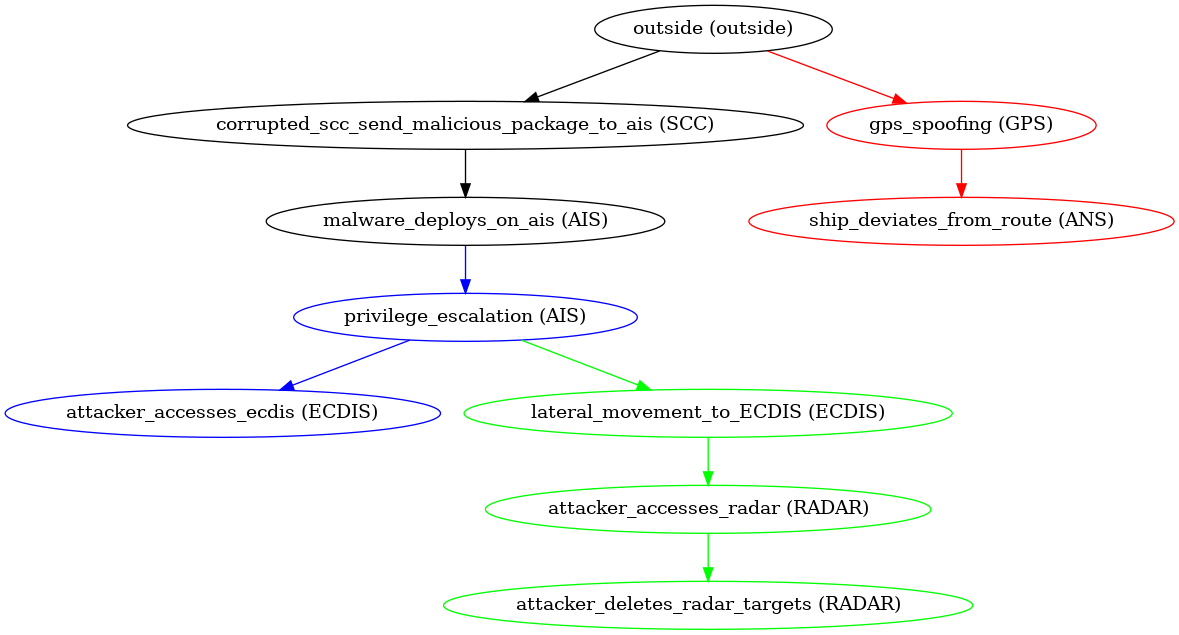 outside (outside)
corrupted_scc_send_malicious_package_to_ais (SCC)
gps_spoofing (GPS)
malware_deploys_on_ais (AIS)
ship_deviates_from_route (ANS)
privilege_escalation (AIS)
attacker_accesses_ecdis (ECDIS)
lateral_movement_to_ECDIS (ECDIS)
attacker_accesses_radar (RADAR)
attacker_deletes_radar_targets (RADAR)